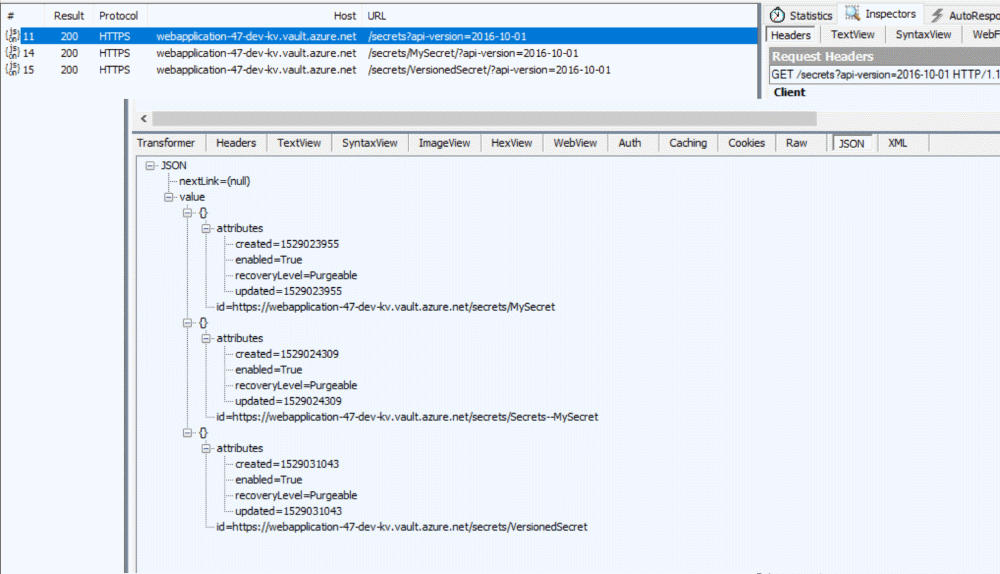 # Result Protocol Host URL
11 200 HTTPS webapplication-47-dev-kv.vault.azure.net /secrets?api-version=2016-10-01
14 200 HTTPS webapplication-47-dev-kv.vault.azure.net /secrets/MySecret/?api-version=2016-10-01
15 200 HTTPS webapplication-47-dev-kv.vault.azure.net /secrets/VersionedSecret/?api-version=2016-10-01
Statistics Inspectors AutoRespo
Headers TextView SyntaxView WebF
Request Headers
GET /secrets?api-version=2016-10-01 HTTP/1.1
Client
Transformer Headers TextView SyntaxView ImageView HexView WebView Auth Caching Cookies Raw JSON XML
JSON
nextLink=(null)
value
{}
attributes
created=1529023955
enabled=True
recoveryLevel=Purgeable
updated=1529023955
id=https://webapplication-47-dev-kv.vault.azure.net/secrets/MySecret
{}
attributes
created=1529024309
enabled=True
recoveryLevel=Purgeable
updated=1529024309
id=https://webapplication-47-dev-kv.vault.azure.net/secrets/Secrets--MySecret
{}
attributes
created=1529031043
enabled=True
recoveryLevel=Purgeable
updated=1529031043
id=https://webapplication-47-dev-kv.vault.azure.net/secrets/VersionedSecret